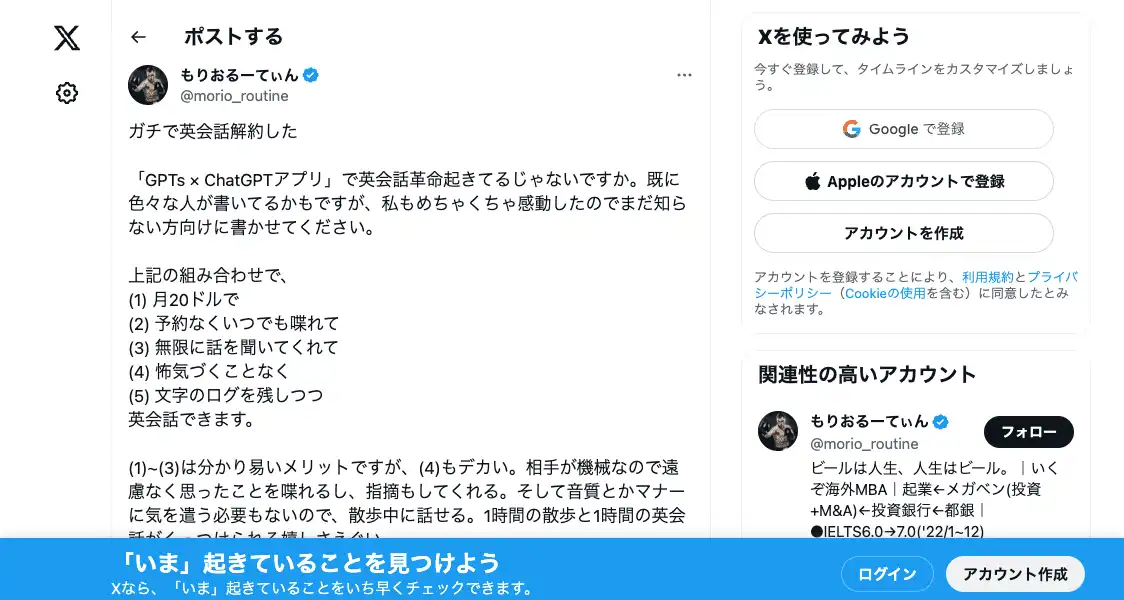 ポストする
もりおるーてぃん
@morio_routine
ガチで英会話解約した
「GPTs × ChatGPTアプリ」で英会話革命起きてるじゃないですか。既に
色々な人が書いてるかもですが、私もめちゃくちゃ感動したのでまだ知ら
ない方向けに書かせてください。
上記の組み合わせで、
(1) 月20ドルで
(2) 予約なくいつでも喋れて
(3) 無限に話を聞いてくれて
(4) 怖気づくことなく
(5) 文字のログを残しつつ
英会話できます。
(1)~(3)は分かり易いメリットですが、(4)もデカい。相手が機械なので遠
慮なく思ったことを喋れるし、指摘もしてくれる。そして音質とかマナー
に気を遣う必要もないので、散歩中に話せる。1時間の散歩と1時間の英会
Xを使ってみよう
今すぐ登録して、タイムラインをカスタマイズしましょ
う。
Google で登録
Appleのアカウントで登録
アカウントを作成
アカウントを登録することにより、利用規約とプライバ
シーポリシー（Cookieの使用を含む）に同意したとみ
なされます。
関連性の高いアカウント
もりおるーてぃん
@morio_routine
フォロー
ビールは人生、人生はビール。｜いく
ぞ海外MBA｜起業←メガベン(投資
+M&A)←投資銀行←都銀｜
●IELTS6.0→7.0('22/1~12)
「いま」起きていることを見つけよう
Xなら、「いま」起きていることをいち早くチェックできます。
ログイン
アカウント作成